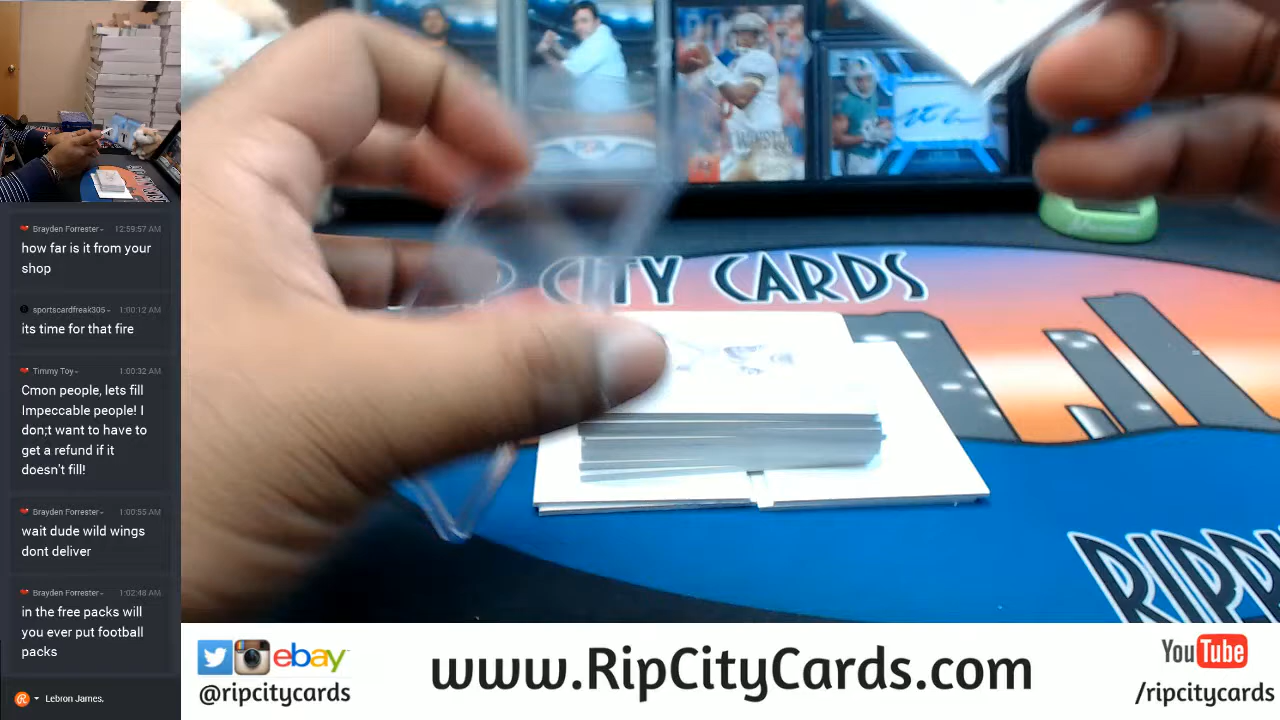 Brayden Forrester 12:59:57 AM
how far is it from your
shop
sportscardfreak305 1:00:12 AM
its time for that fire
Timmy Toy 1:00:32 AM
Cmon people, lets fill
Impeccable people! I
don;t want to have to
get a refund if it
doesn't fill!
Brayden Forrester 1:00:55 AM
wait dude wild wings
dont deliver
Brayden Forrester 1:02:48 AM
in the free packs will
you ever put football
packs
Lebron James.
WINSTON
CITY CARDS
@ripcitycards
ebay
www.RipCityCards.com
YouTube
/ripcitycards